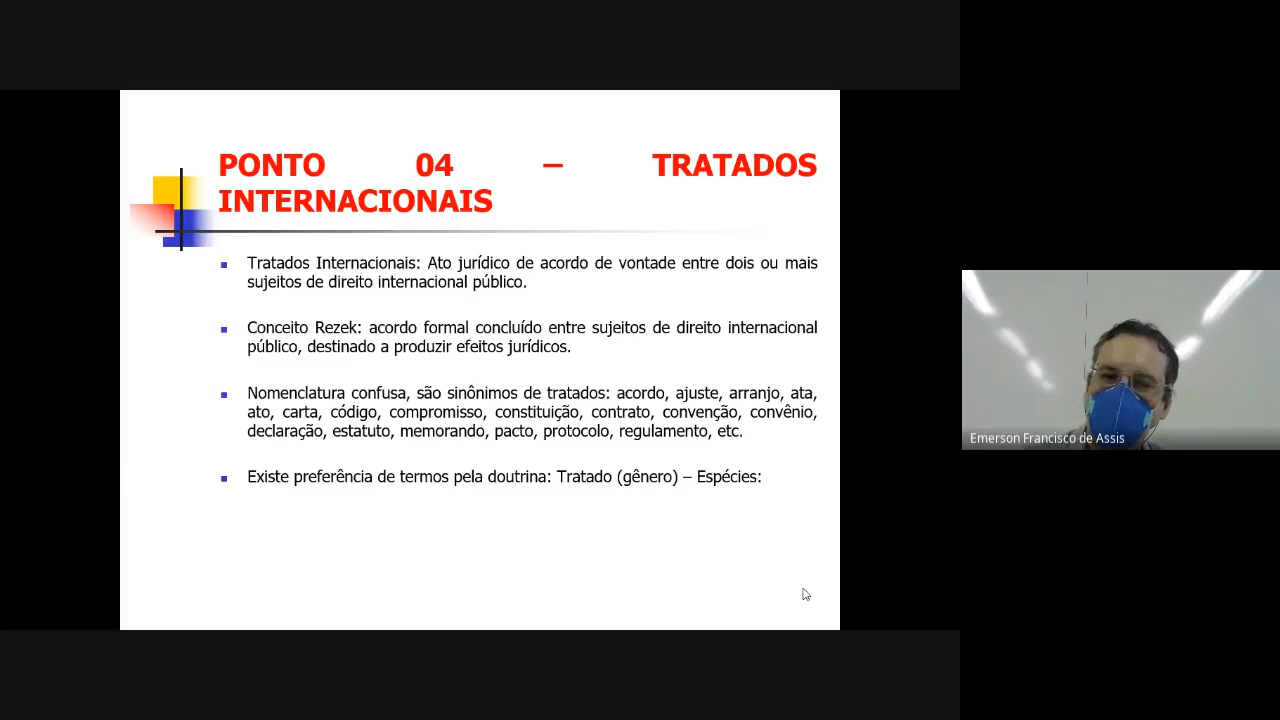 PONTO 04 – TRATADOS
INTERNACIONAIS
Tratados Internacionais: Ato jurídico de acordo de vontade entre dois ou mais
sujeitos de direito internacional público.
Conceito Rezek: acordo formal concluído entre sujeitos de direito internacional
público, destinado a produzir efeitos jurídicos.
Nomenclatura confusa, são sinônimos de tratados: acordo, ajuste, arranjo, ata,
ato, carta, código, compromisso, constituição, contrato, convenção, convênio,
declaração, estatuto, memorando, pacto, protocolo, regulamento, etc.
Existe preferência de termos pela doutrina: Tratado (gênero) – Espécies:
Emerson Francisco de Assis